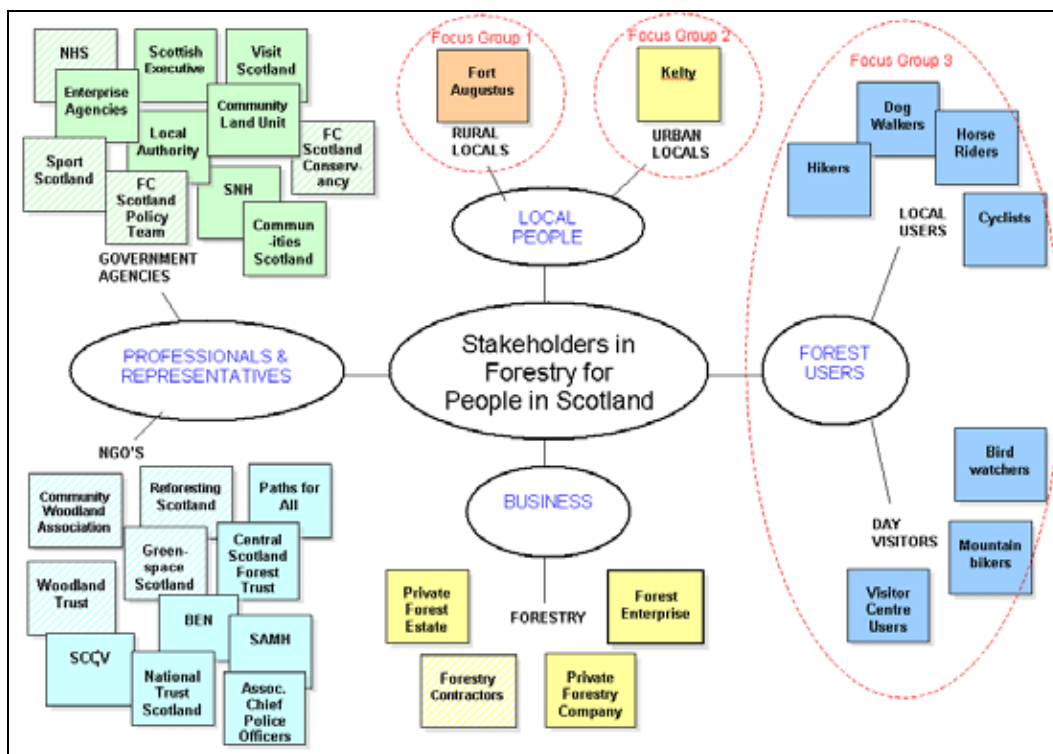 NHS
Scottish
Executive
Visit
Scotland
Enterprise
Agencies
Community
Land Unit
Local
Authority
FC
Scotland
Conserv-
ancy
Sport
Scotland
FC
Scotland
Policy
Team
SNH
Commun
-ities
Scotland
GOVERNMENT
AGENCIES
Focus Group 1
Fort
Augustus
RURAL
LOCALS
Focus Group 2
Kelty
URBAN
LOCALS
LOCAL
PEOPLE
Focus Group 3
Dog
Walkers
Horse
Riders
Hikers
Cyclists
LOCAL
USERS
PROFESSIONALS &
REPRESENTATIVES
Stakeholders in
Forestry for
People in Scotland
FOREST
USERS
NGO'S
Community
Woodland
Association
Reforesting
Scotland
Paths for
All
Green-
space
Scotland
Central
Scotland
Forest
Trust
Woodland
Trust
BEN
SAMH
National
Trust
Scotland
Assoc.
Chief
Police
Officers
BUSINESS
Private
Forest
Estate
FORESTRY
Forest
Enterprise
Forestry
Contractors
Private
Forestry
Company
DAY
VISITORS
Bird
watchers
Mountain
bikers
Visitor
Centre
Users